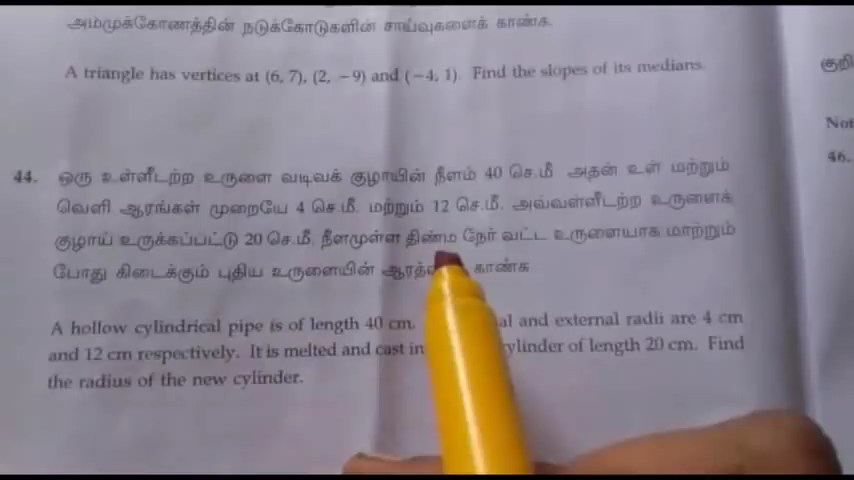 அம்முக்கோணத்தின் நடுக்கோடுகளின் சாய்வுகளைக் காண்க.
A triangle has vertices at (6, 7), (2, −9) and (−4, 1). Find the slopes of its medians.
44. ஒரு உள்ளீடற்ற உருளை வடிவக் குழாயின் நீளம் 40 செ.மீ அதன் உள் மற்றும்
வெளி ஆரங்கள் முறையே 4 செ.மீ. மற்றும் 12 செ.மீ. அவ்வுள்ளீடற்ற உருளைக்
குழாய் உருக்கப்பட்டு 20 செ.மீ. நீளமுள்ள திண்ம நேர் வட்ட உருளையாக மாற்றும்
போது கிடைக்கும் புதிய உருளையின் காண்க
A hollow cylindrical pipe is of length 40 cm. and external radii are 4 cm
and 12 cm respectively. It is melted and cast of length 20 cm. Find
the radius of the new cylinder.
Not
46.